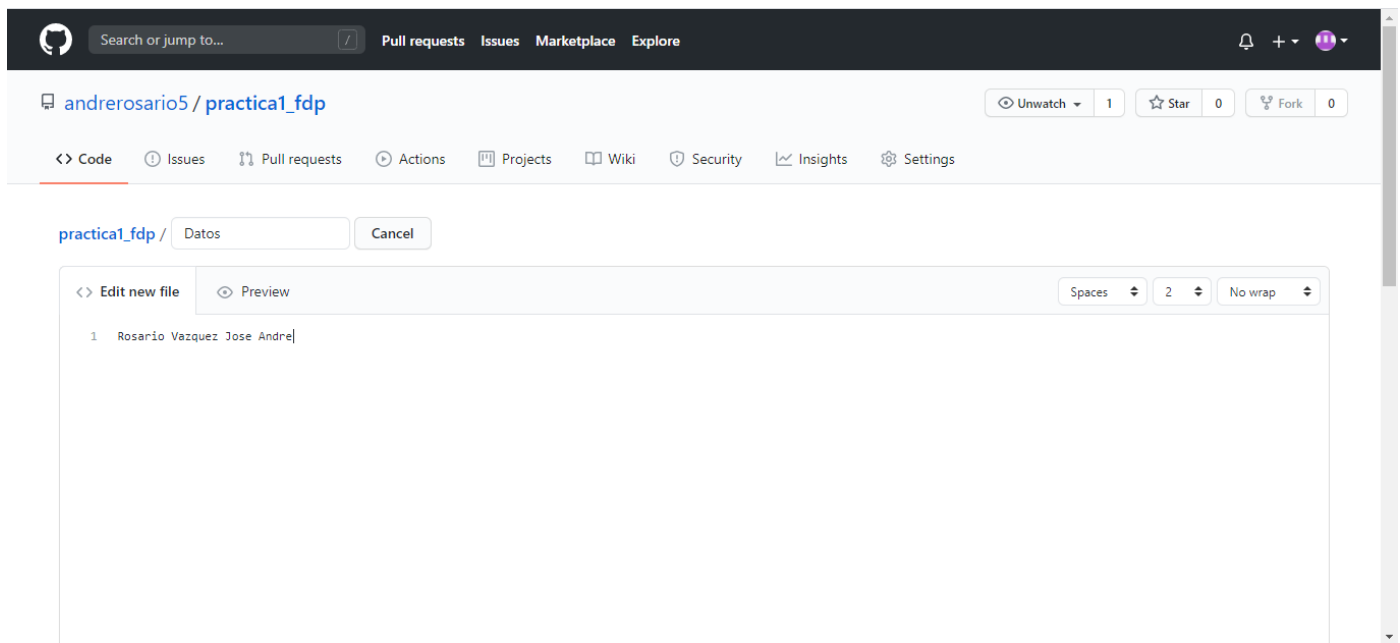 Search or jump to... / Pull requests Issues Marketplace Explore
andrerosario5 / practica1_fdp Unwatch 1 Star 0 Fork 0
<> Code Issues Pull requests Actions Projects Wiki Security Insights Settings
practica1_fdp / Datos Cancel
<> Edit new file Preview Spaces 2 No wrap
1 Rosario Vazquez Jose Andre